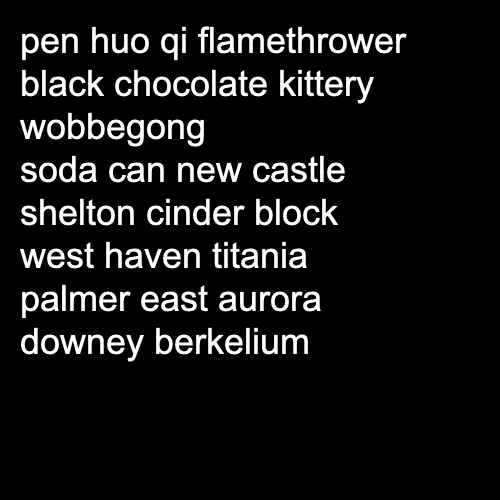 pen huo qi flamethrower
black chocolate kittery
wobbegong
soda can new castle
shelton cinder block
west haven titania
palmer east aurora
downey berkelium